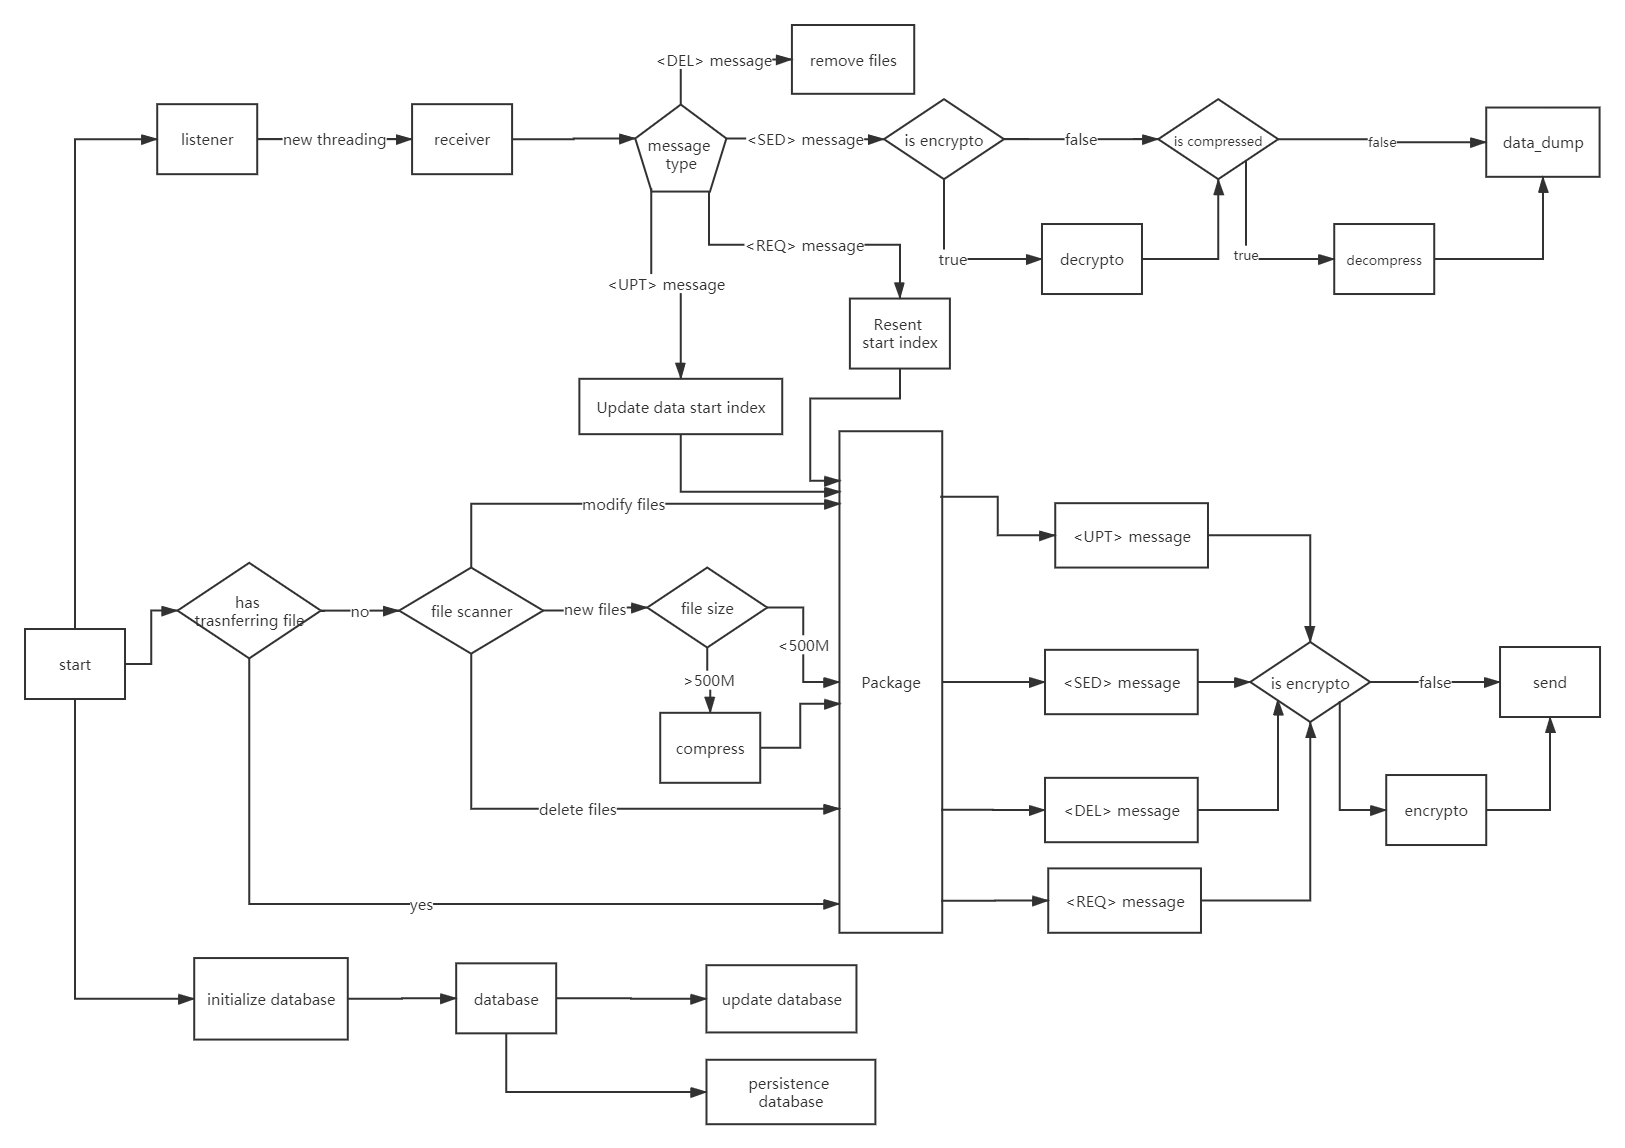 <DEL> message
remove files
listener
new threading
receiver
message
type
<SED> message
is encrypto
false
is compressed
false
data_dump
<REQ> message
true
decrypto
true
decompress
<UPT> message
Resent
start index
Update data start index
modify files
<UPT> message
has
trasnferring file
no
file scanner
new files
file size
<500M
start
>500M
Package
<SED> message
is encrypto
false
send
compress
delete files
<DEL> message
encrypto
yes
<REQ> message
initialize database
database
update database
persistence
database